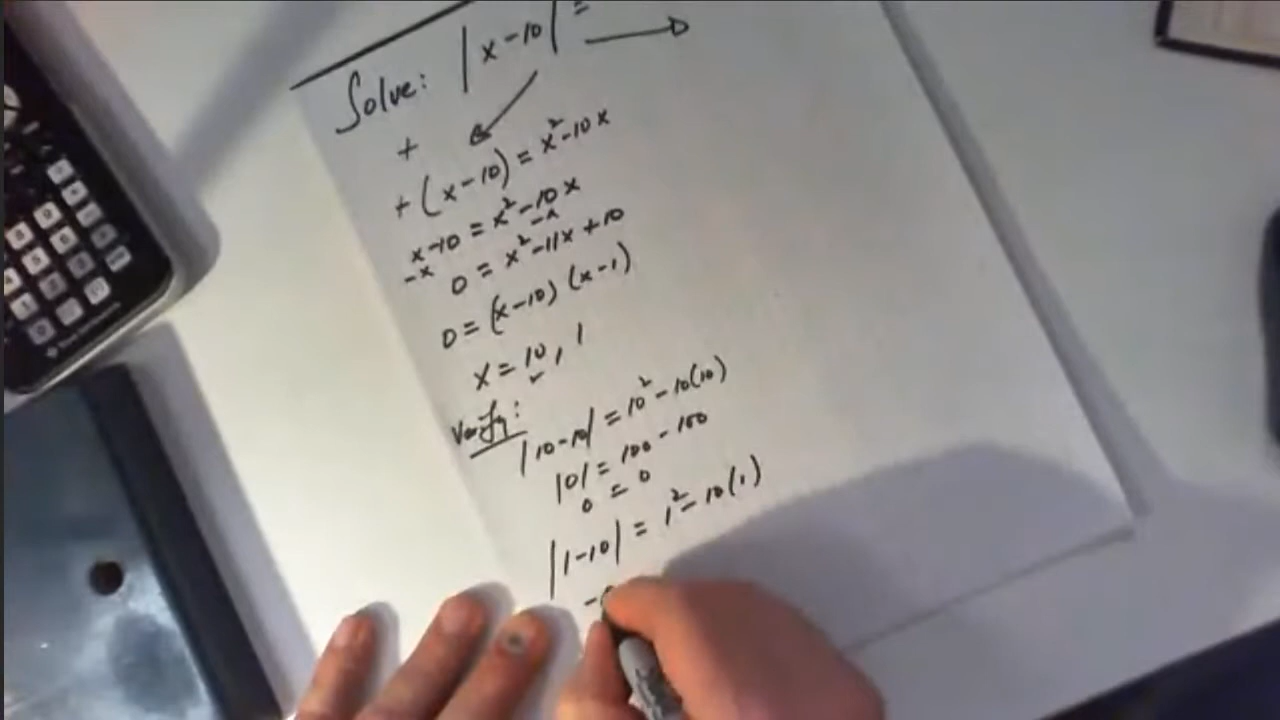 Solve: |x-10| =
+
+(x-10) = x²-10x
x-10 = x²-10x
-x -x
0 = x²-11x+10
0 = (x-10)(x-1)
x = 10, 1
Verify:
|10-10| = 10²-10(10)
|0| = 100-100
0 = 0
|1-10| = 1²-10(1)